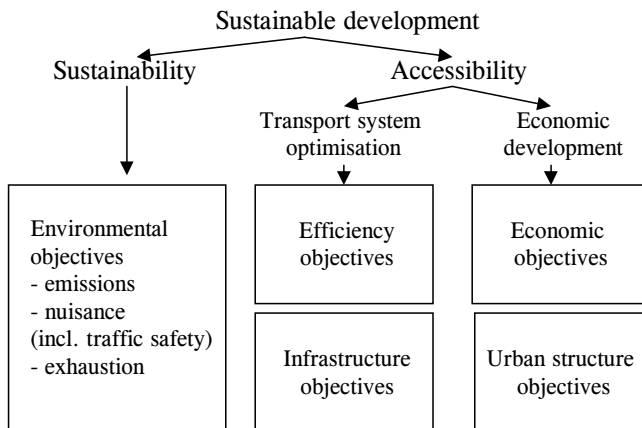 Sustainable development
Sustainability
Accessibility
Transport system
optimisation
Economic
development
Environmental
objectives
- emissions
- nuisance
(incl. traffic safety)
- exhaustion
Efficiency
objectives
Economic
objectives
Infrastructure
objectives
Urban structure
objectives